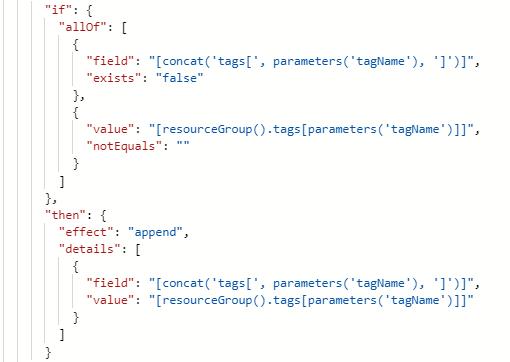 "if": {
"allOf": [
{
"field": "[concat('tags[', parameters('tagName'), ']')]",
"exists": "false"
},
{
"value": "[resourceGroup().tags[parameters('tagName')]]",
"notEquals": ""
}
]
},
"then": {
"effect": "append",
"details": [
{
"field": "[concat('tags[', parameters('tagName'), ']')]",
"value": "[resourceGroup().tags[parameters('tagName')]]"
}
]
}